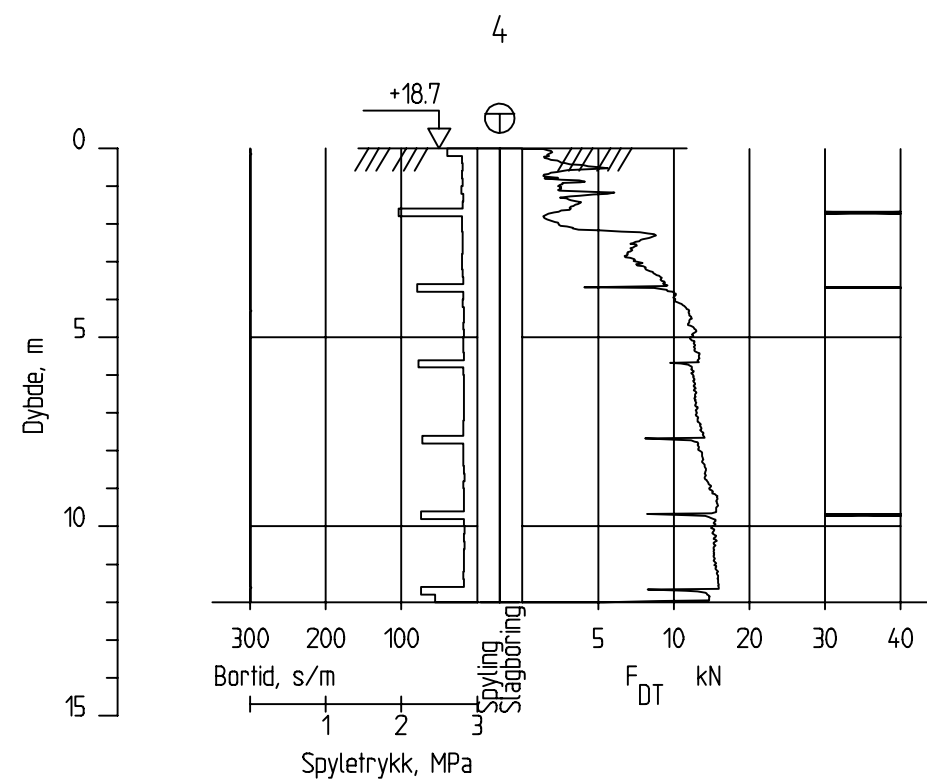 4
+18.7
0
5
10
15
Dybde, m
300 200 100
5 10 20 30 40
Bortid, s/m
Spyling
Slagboring
FDT kN
1 2 3
Spyletrykk, MPa